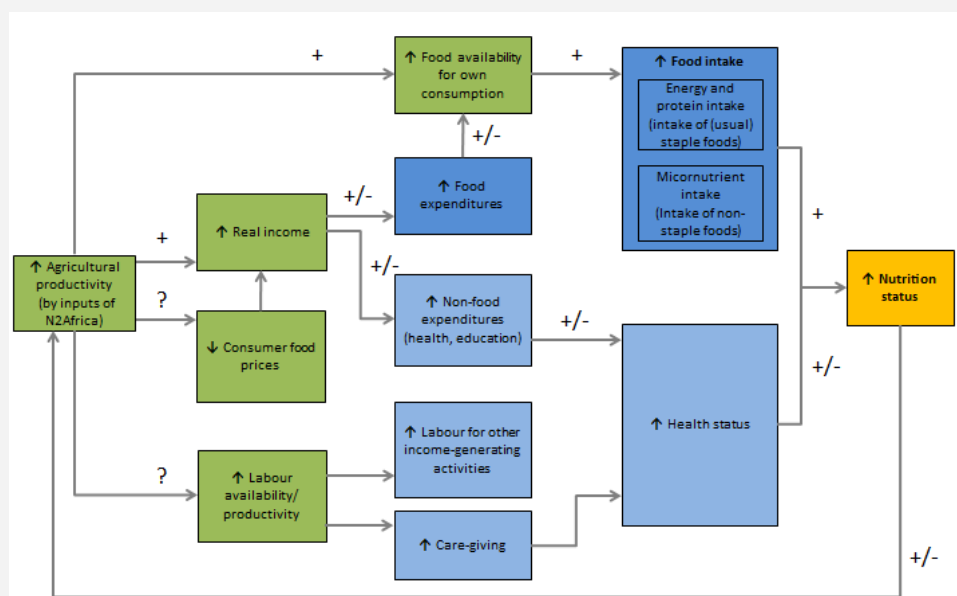 +
↑ Food availability
for own
consumption
+
↑ Food intake
Energy and
protein intake
(intake of (usual)
staple foods)
Micornutrient
intake
(Intake of non-
staple foods)
+/-
↑ Food
expenditures
+/-
↑ Real income
+
+/-
↑ Agricultural
productivity
(by inputs of
N2Africa)
?
↓ Consumer food
prices
↑ Non-food
expenditures
(health, education)
+/-
+
↑ Nutrition
status
+/-
↑ Labour for other
income-generating
activities
↑ Health status
?
↑ Labour
availability/
productivity
↑ Care-giving
+/-